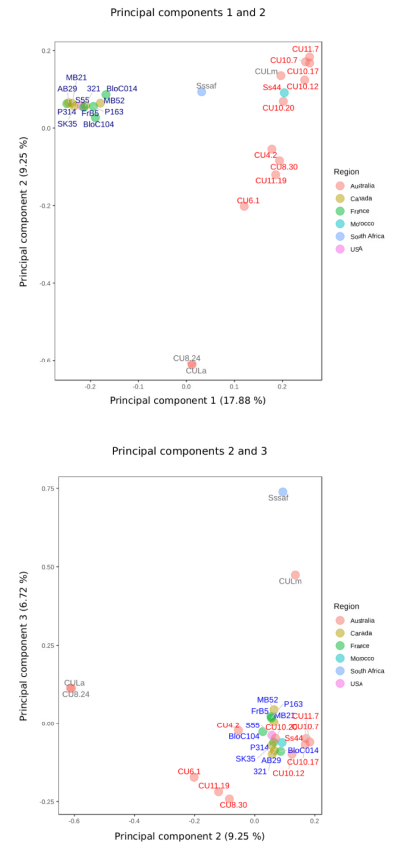 Principal components 1 and 2
Principal component 2 (9.25 %)
0.2
0.0
-0.2
-0.4
-0.6
-0.2
-0.1
0.0
0.1
0.2
Principal component 1 (17.88 %)
CU11.7
CU10.7
CU10.17
CULm
CU10.12
Ss44
CU10.20
Sssaf
MB21
AB29
321
BloC014
S55
MB52
P314
FrB5
P163
SK35
BloC104
CU4.2
CU8.30
CU11.19
CU6.1
CU8.24
CULa
Region
Australia
Canada
France
Morocco
South Africa
USA
Principal components 2 and 3
Principal component 3 (6.72 %)
0.75
0.50
0.25
0.00
-0.25
-0.6
-0.4
-0.2
0.0
0.2
Principal component 2 (9.25 %)
Sssaf
CULm
CULa
CU8.24
MB52
P163
FrB5
MB21
CU11.7
CU4.2
S55
CU10.20
CU10.7
BloC104
Ss44
P314
BloC014
SK35
AB29
CU10.17
321
CU10.12
CU6.1
CU11.19
CU8.30
Region
Australia
Canada
France
Morocco
South Africa
USA